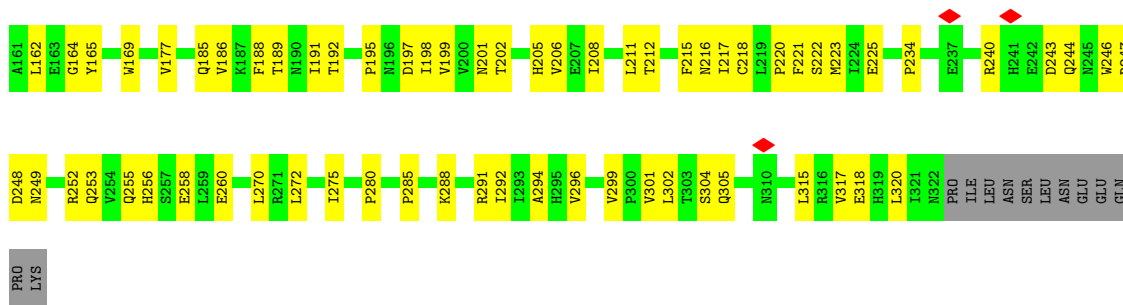 A161 L162 E163 G164 Y165 W169 V177 Q185 V186 K187 F188 T189 N190 I191 T192 P195 N196 D197 I198 V199 V200 N201 T202 H205 V206 E207 I208 L211 T212 F215 N216 I217 C218 L219 P220 F221 S222 M223 I224 E225 P234 E237 R240 H241 E242 D243 Q244 N245 W246
D248 N249 R252 Q253 V254 Q255 H256 S257 E258 L259 E260 L270 R271 L272 I275 P280 P285 K288 R291 I292 I293 A294 H295 V296 V299 P300 V301 L302 T303 S304 Q305 N310 L315 R316 V317 E318 H319 L320 I321 N322 PRO ILE LEU ASN SER LEU ASN GLU GLU GLN
PRO LYS